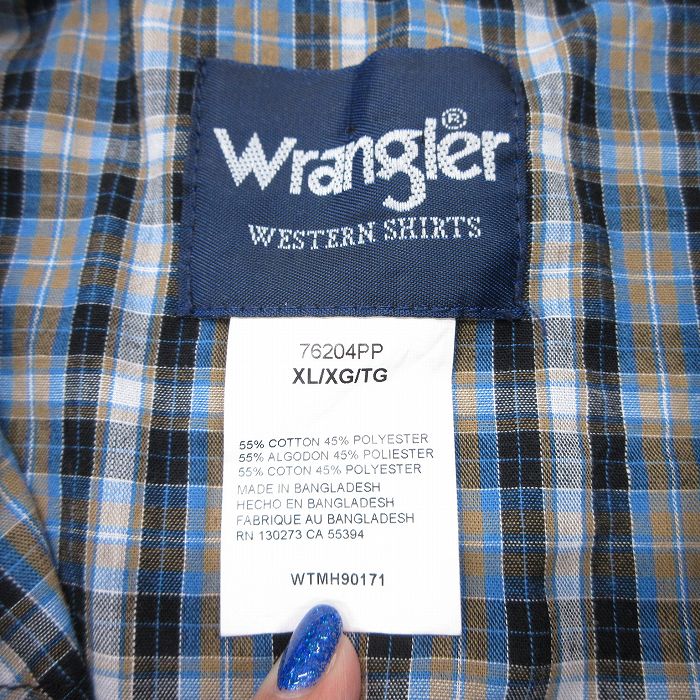 Wrangler®
WESTERN SHIRTS
76204PP
XL/XG/TG
55% COTTON 45% POLYESTER
55% ALGODON 45% POLIESTER
55% COTON 45% POLYESTER
MADE IN BANGLADESH
HECHO EN BANGLADESH
FABRIQUE AU BANGLADESH
RN 130273 CA 55394
WTMH90171